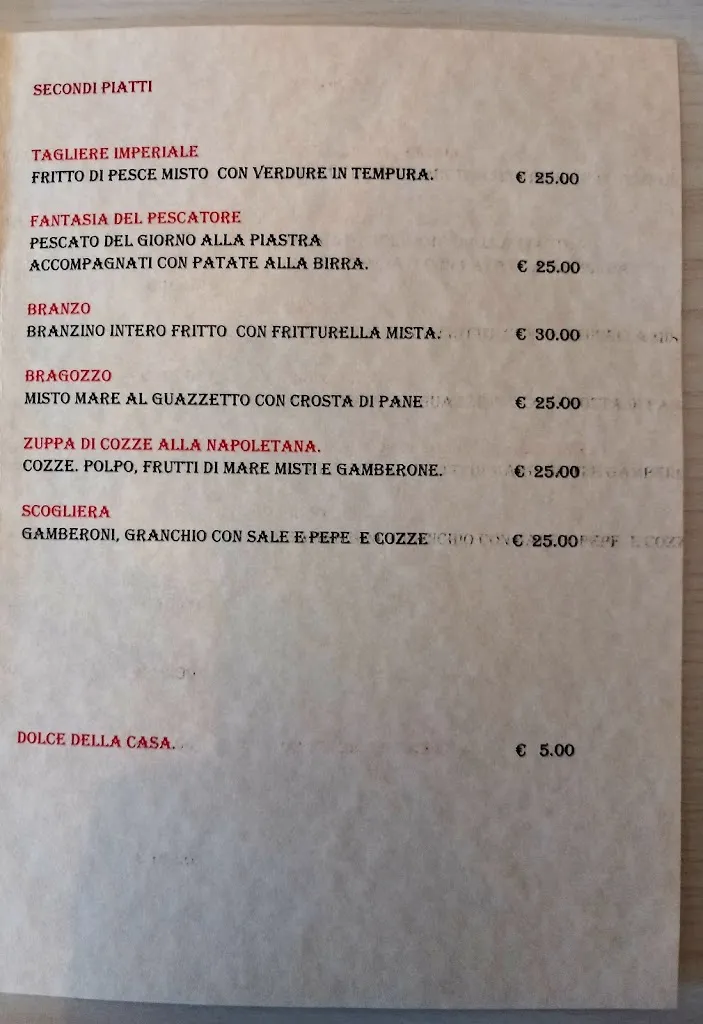 SECONDI PIATTI
TAGLIERE IMPERIALE
FRITTO DI PESCE MISTO CON VERDURE IN TEMPURA. € 25.00
FANTASIA DEL PESCATORE
PESCATO DEL GIORNO ALLA PIASTRA
ACCOMPAGNATI CON PATATE ALLA BIRRA. € 25.00
BRANZO
BRANZINO INTERO FRITTO CON FRITTURELLA MISTA. € 30.00
BRAGOZZO
MISTO MARE AL GUAZZETTO CON CROSTA DI PANE € 25.00
ZUPPA DI COZZE ALLA NAPOLETANA.
COZZE. POLPO, FRUTTI DI MARE MISTI E GAMBERONE. € 25.00
SCOGLIERA
GAMBERONI, GRANCHIO CON SALE E PEPE E COZZE € 25.00
DOLCE DELLA CASA. € 5.00